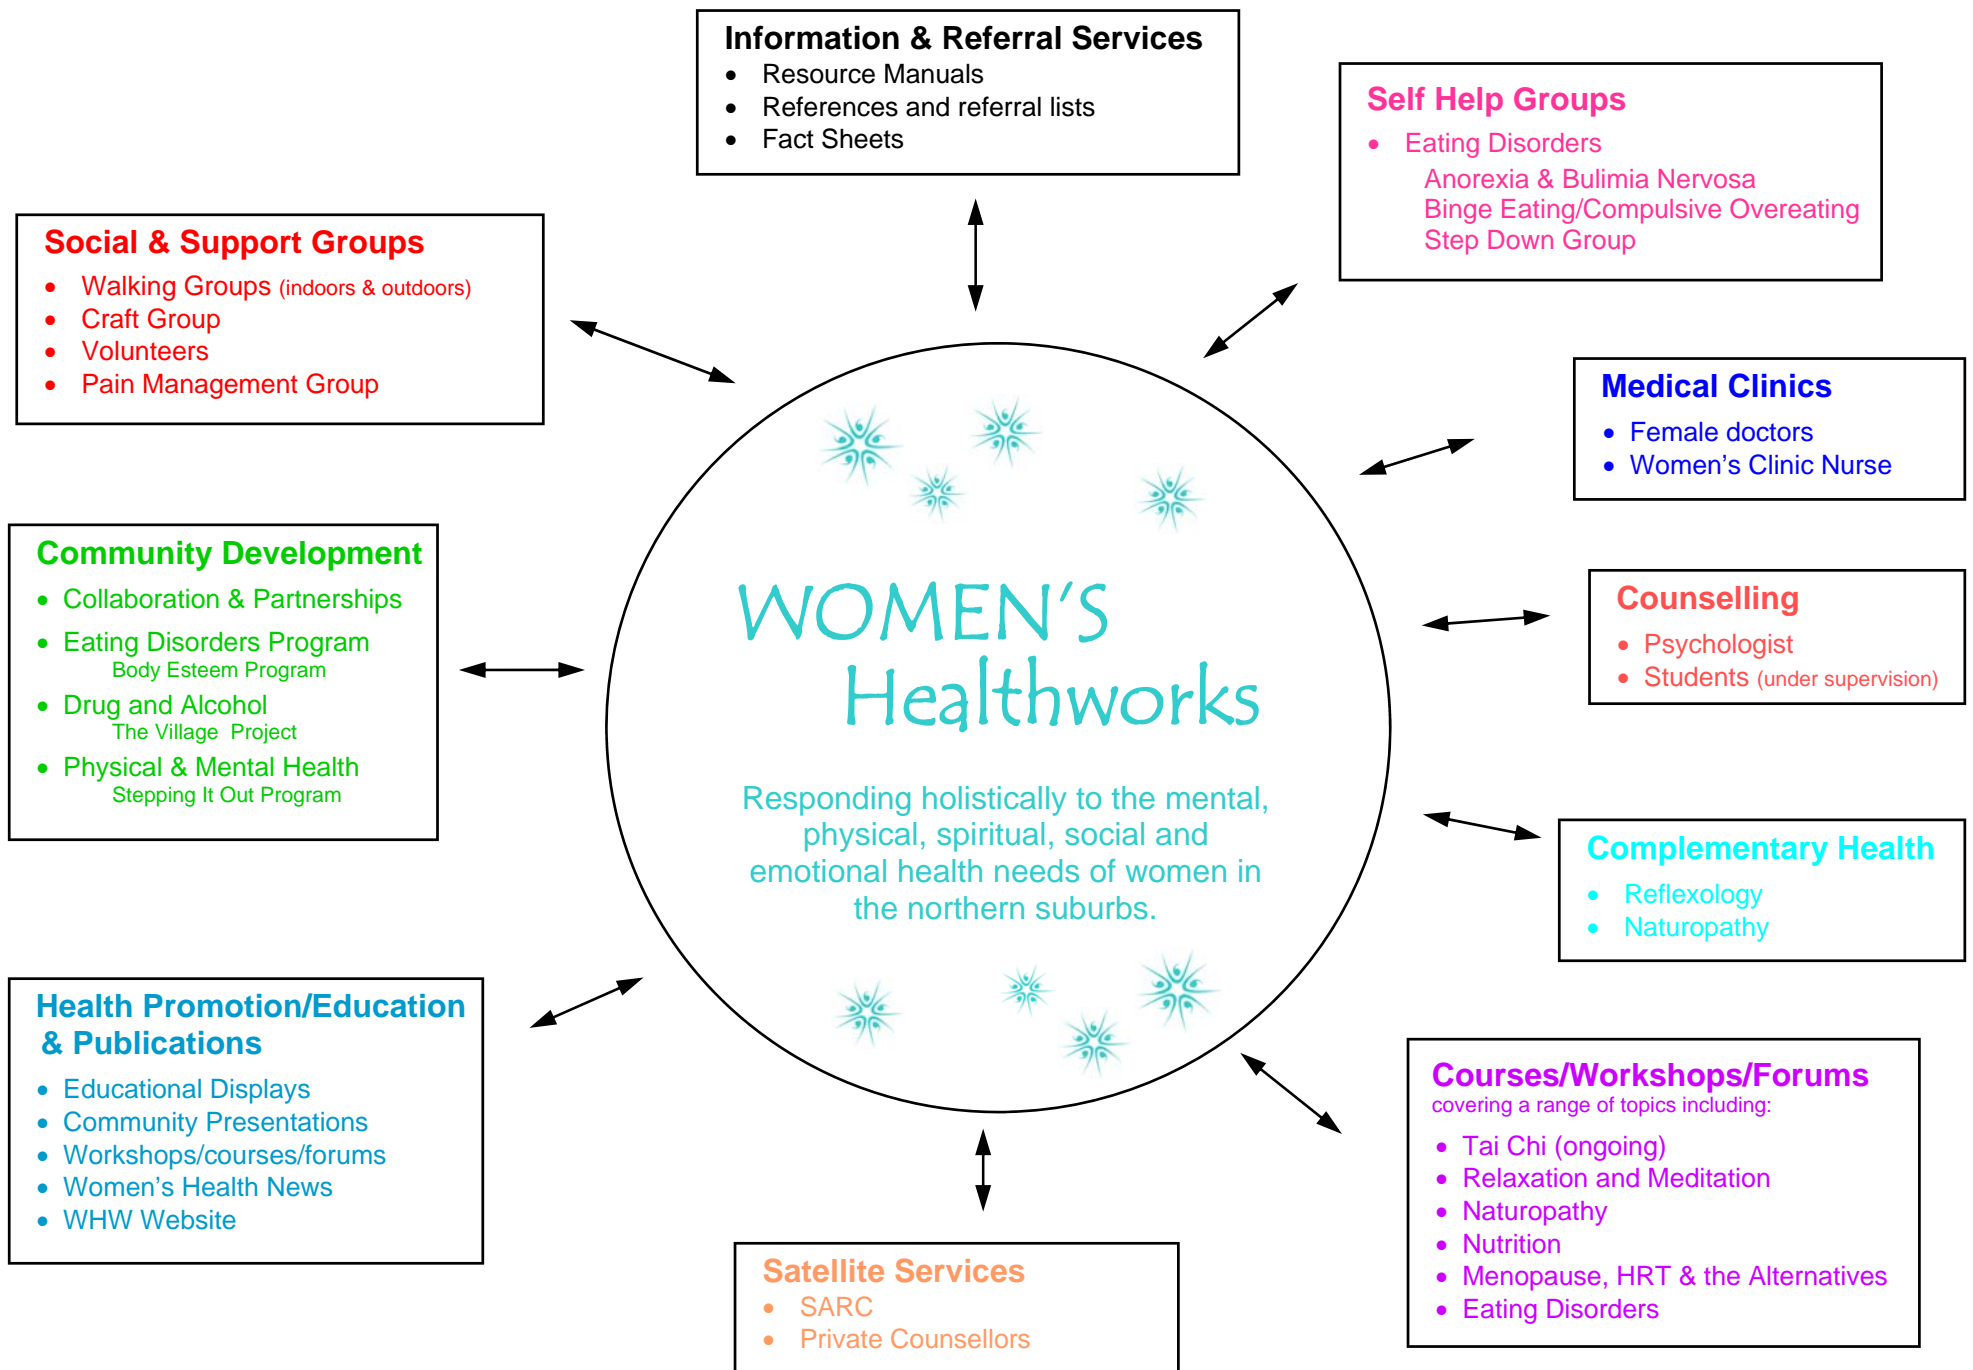 Information & Referral Services
• Resource Manuals
• References and referral lists
• Fact Sheets
Self Help Groups
• Eating Disorders
Anorexia & Bulimia Nervosa
Binge Eating/Compulsive Overeating
Step Down Group
Social & Support Groups
• Walking Groups (indoors & outdoors)
• Craft Group
• Volunteers
• Pain Management Group
Medical Clinics
• Female doctors
• Women’s Clinic Nurse
Community Development
• Collaboration & Partnerships
• Eating Disorders Program
Body Esteem Program
• Drug and Alcohol
The Village Project
• Physical & Mental Health
Stepping It Out Program
WOMEN’S
Healthworks
Responding holistically to the mental,
physical, spiritual, social and
emotional health needs of women in
the northern suburbs.
Counselling
• Psychologist
• Students (under supervision)
Complementary Health
• Reflexology
• Naturopathy
Health Promotion/Education
& Publications
• Educational Displays
• Community Presentations
• Workshops/courses/forums
• Women’s Health News
• WHW Website
Courses/Workshops/Forums
covering a range of topics including:
• Tai Chi (ongoing)
• Relaxation and Meditation
• Naturopathy
• Nutrition
• Menopause, HRT & the Alternatives
• Eating Disorders
Satellite Services
• SARC
• Private Counsellors